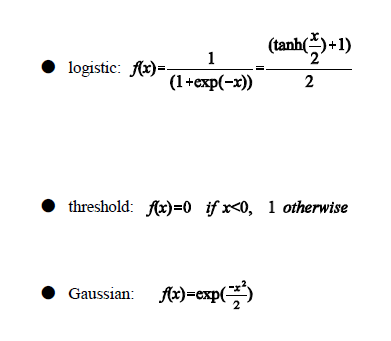 ● logistic: f(x)=1/(1+exp(−x))=(tanh(x/2)+1)/2
● threshold: f(x)=0 if x<0, 1 otherwise
● Gaussian: f(x)=exp(−x²/2)